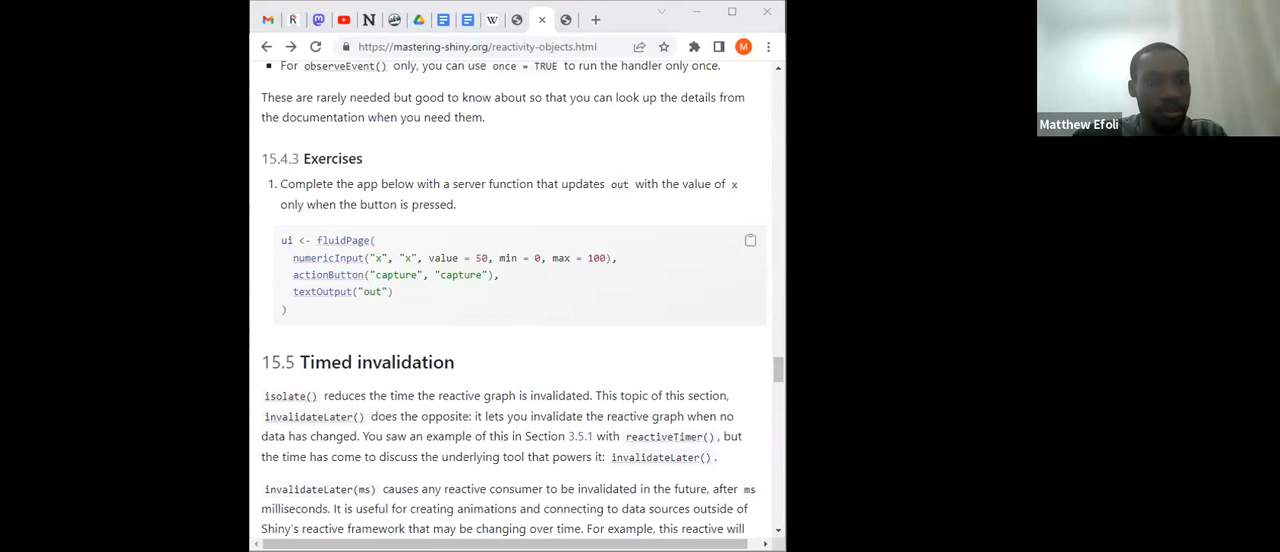 https://mastering-shiny.org/reactivity-objects.html
M
For observeEvent() only, you can use once = TRUE to run the handler only once.
These are rarely needed but good to know about so that you can look up the details from
the documentation when you need them.
15.4.3 Exercises
1. Complete the app below with a server function that updates out with the value of x
only when the button is pressed.
ui <- fluidPage(
numericInput("x", "x", value = 50, min = 0, max = 100),
actionButton("capture", "capture"),
textOutput("out")
)
15.5 Timed invalidation
isolate() reduces the time the reactive graph is invalidated. This topic of this section,
invalidateLater() does the opposite: it lets you invalidate the reactive graph when no
data has changed. You saw an example of this in Section 3.5.1 with reactiveTimer(), but
the time has come to discuss the underlying tool that powers it: invalidateLater().
invalidateLater(ms) causes any reactive consumer to be invalidated in the future, after ms
milliseconds. It is useful for creating animations and connecting to data sources outside of
Shiny's reactive framework that may be changing over time. For example, this reactive will
Matthew Efoli